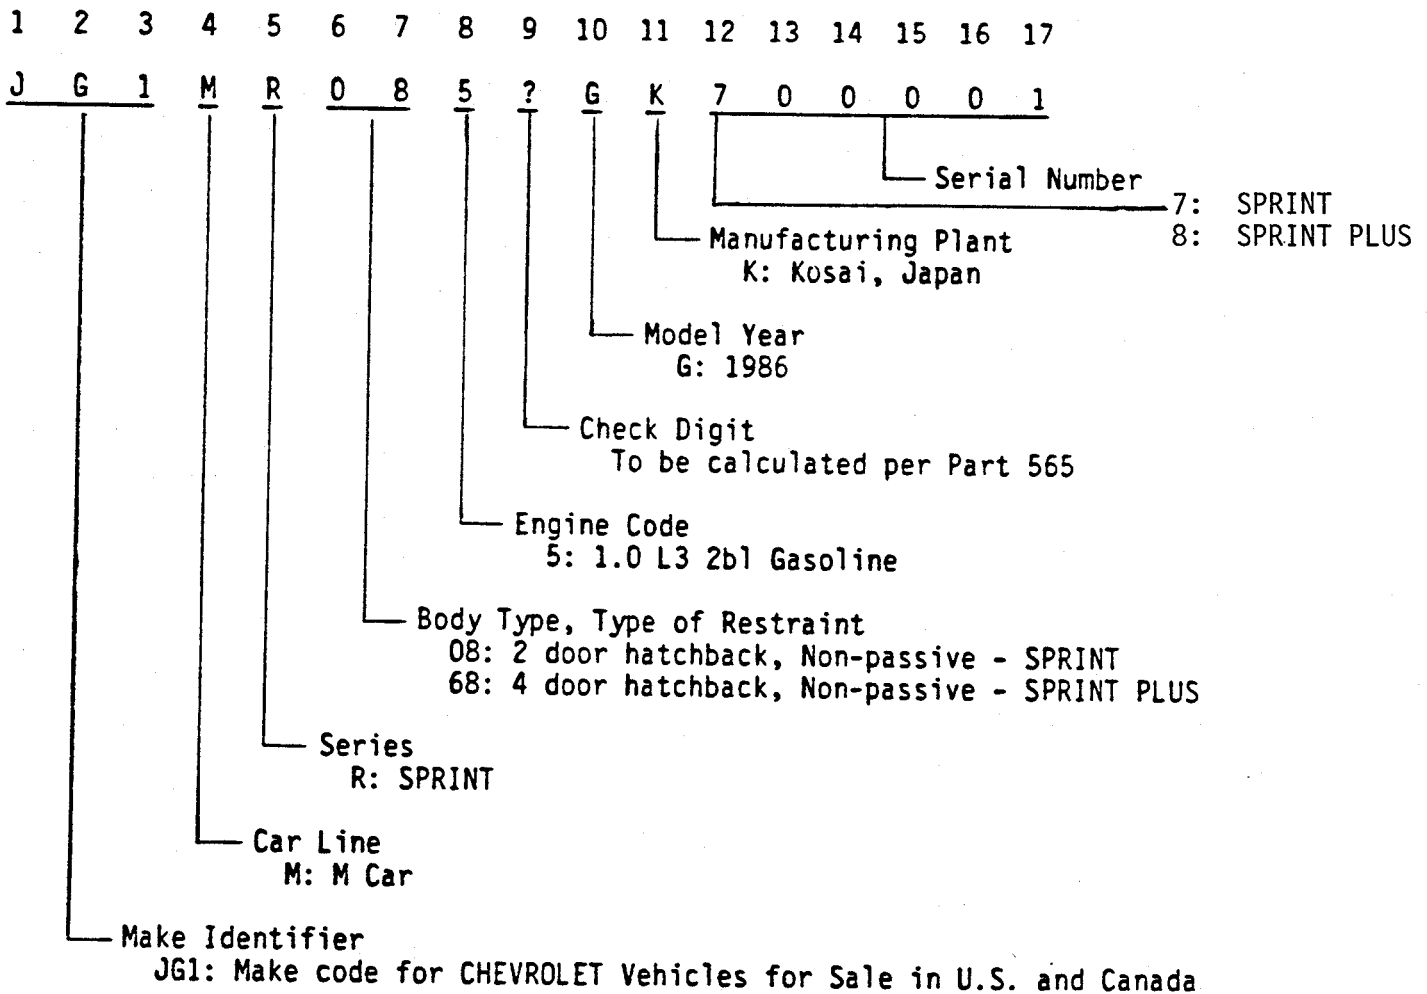 1 2 3 4 5 6 7 8 9 10 11 12 13 14 15 16 17
J G 1 M R 0 8 5 ? G K 7 0 0 0 0 1
Serial Number
7: SPRINT
8: SPRINT PLUS
Manufacturing Plant
K: Kosai, Japan
Model Year
G: 1986
Check Digit
To be calculated per Part 565
Engine Code
5: 1.0 L3 2bl Gasoline
Body Type, Type of Restraint
08: 2 door hatchback, Non-passive - SPRINT
68: 4 door hatchback, Non-passive - SPRINT PLUS
Series
R: SPRINT
Car Line
M: M Car
Make Identifier
JG1: Make code for CHEVROLET Vehicles for Sale in U.S. and Canada